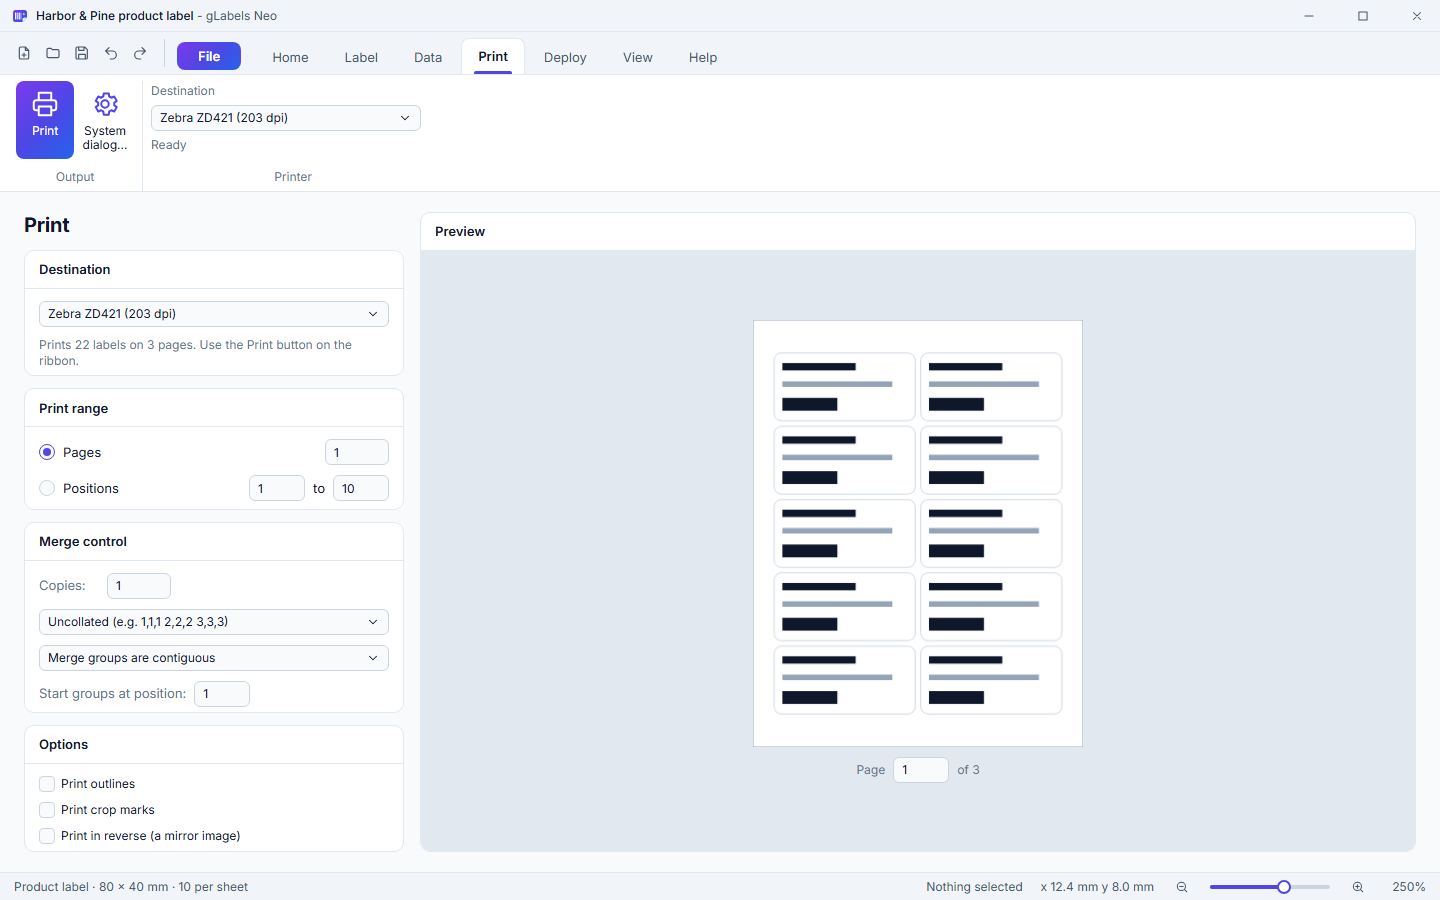 Harbor & Pine product label - gLabels Neo
File
Home
Label
Data
Print
Deploy
View
Help
Print
System dialog...
Output
Destination
Zebra ZD421 (203 dpi)
Ready
Printer
Print
Destination
Zebra ZD421 (203 dpi)
Prints 22 labels on 3 pages. Use the Print button on the
ribbon.
Print range
Pages 1
Positions 1 to 10
Merge control
Copies: 1
Uncollated (e.g. 1,1,1 2,2,2 3,3,3)
Merge groups are contiguous
Start groups at position: 1
Options
Print outlines
Print crop marks
Print in reverse (a mirror image)
Preview
Page 1 of 3
Product label · 80 × 40 mm · 10 per sheet
Nothing selected
x 12.4 mm y 8.0 mm
250%